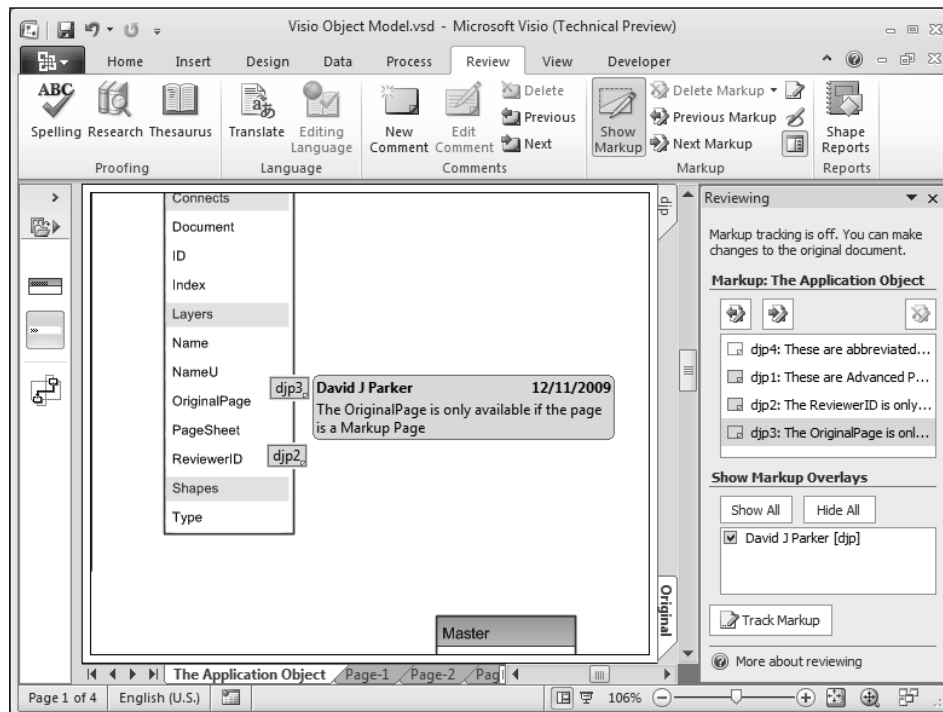 Visio Object Model.vsd - Microsoft Visio (Technical Preview)
Home Insert Design Data Process Review View Developer
ABC
Spelling Research Thesaurus
Proofing
Translate Editing Language
Language
New Comment Edit Comment
Delete
Previous
Next
Comments
Show Markup
Delete Markup
Previous Markup
Next Markup
Markup
Shape Reports
Reports
Connects
Document
ID
Index
Layers
Name
NameU
OriginalPage
PageSheet
ReviewerID
Shapes
Type
djp3
David J Parker 12/11/2009
The OriginalPage is only available if the page
is a Markup Page
djp2
Master
djp
Original
Reviewing
Markup tracking is off. You can make
changes to the original document.
Markup: The Application Object
djp4: These are abbreviated...
djp1: These are Advanced P...
djp2: The ReviewerID is only...
djp3: The OriginalPage is onl...
Show Markup Overlays
Show All Hide All
David J Parker [djp]
Track Markup
More about reviewing
The Application Object Page-1 Page-2 Pag
Page 1 of 4 English (U.S.) 106%